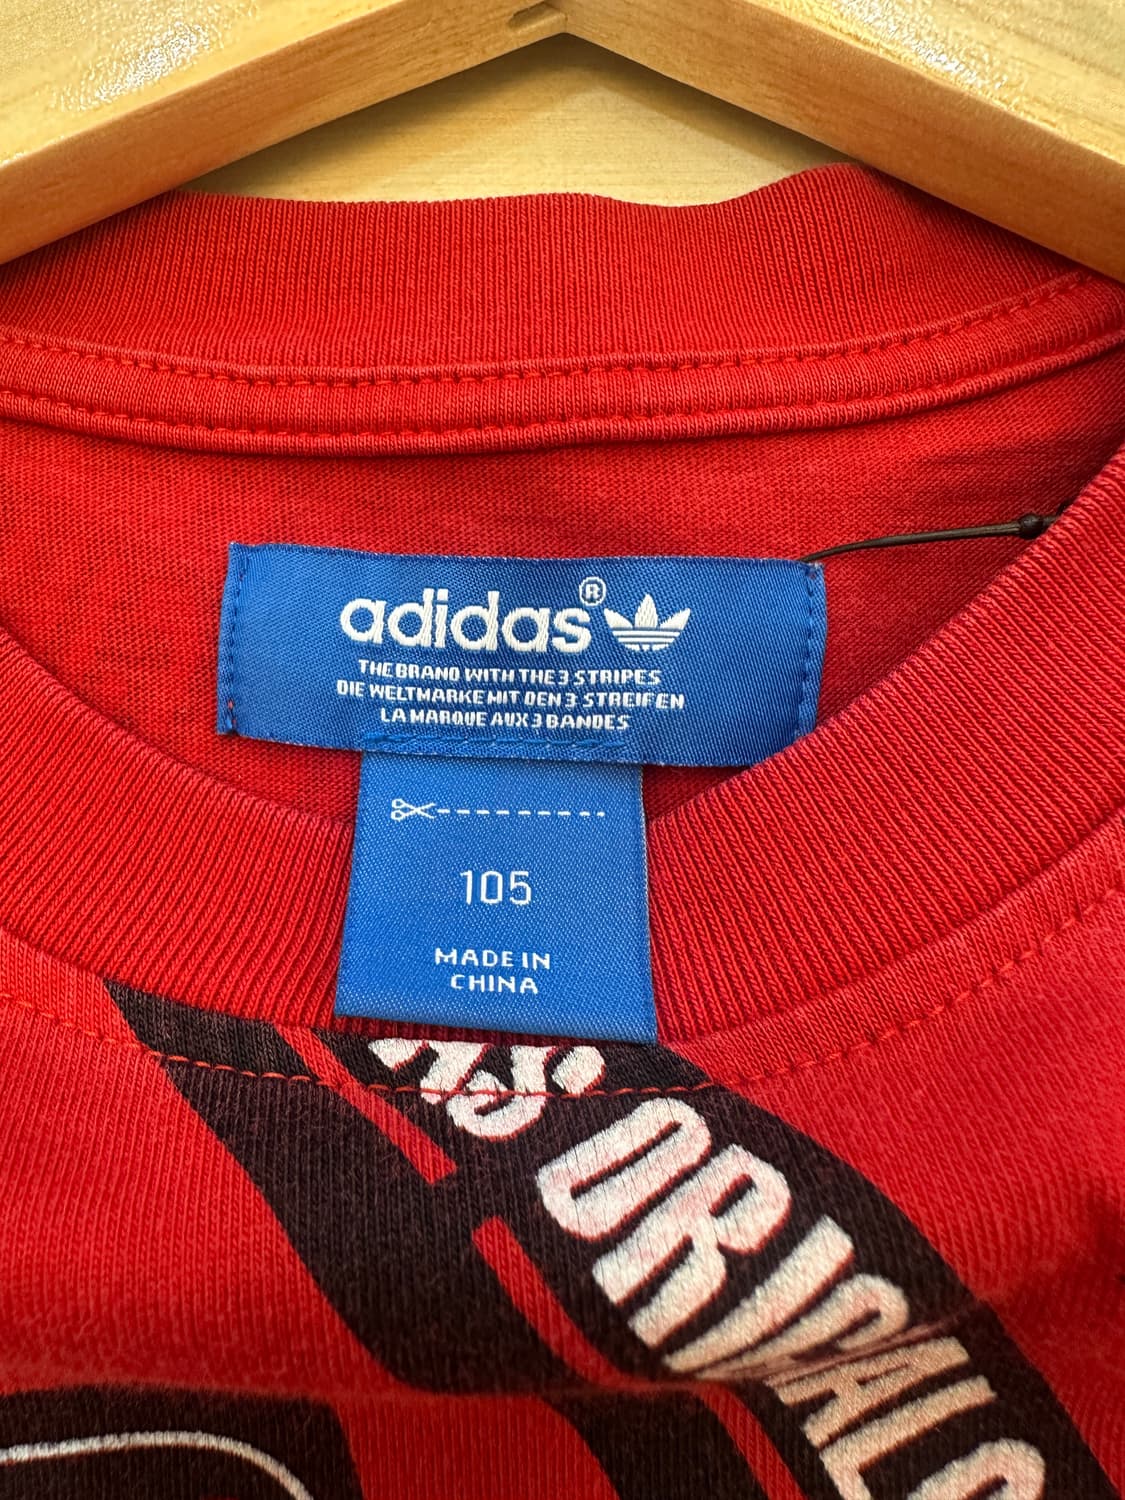 adidas®
THE BRAND WITH THE 3 STRIPES
DIE WELTMARKE MIT DEN 3 STREIFEN
LA MARQUE AUX 3 BANDES
105
MADE IN
CHINA